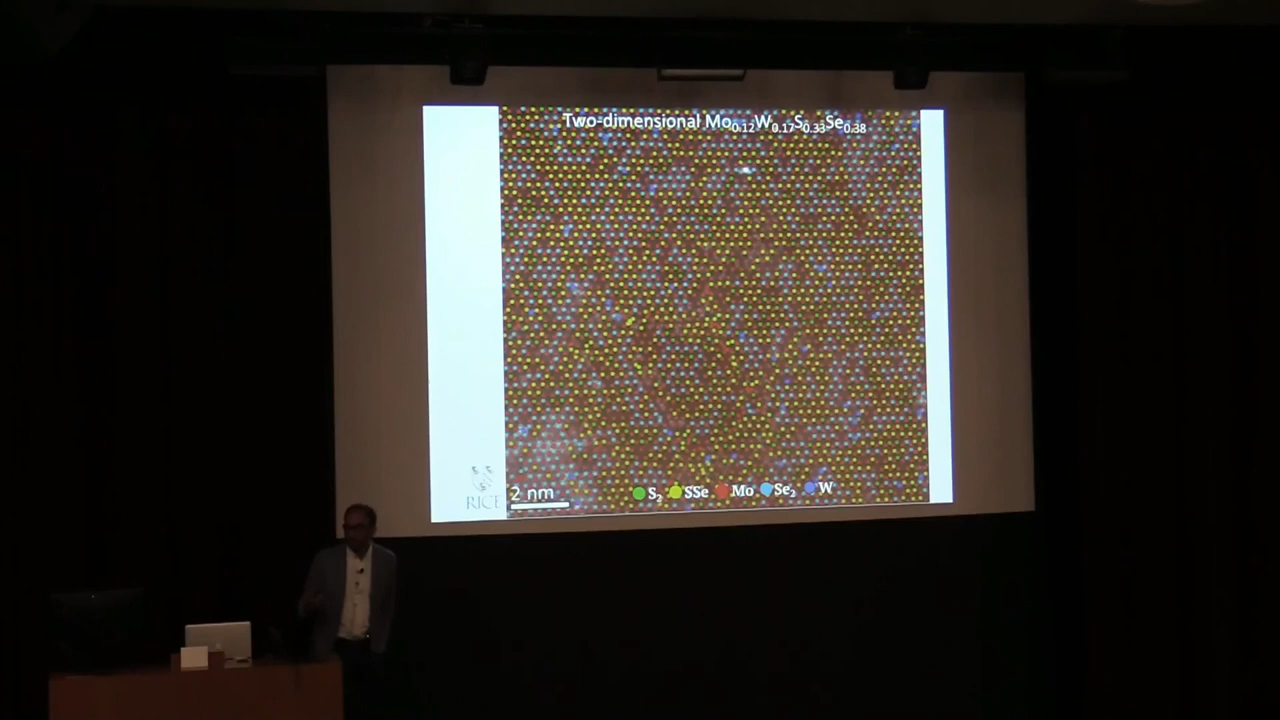 Two-dimensional Mo₀.₁₂W₀.₁₇S₀.₃₃Se₀.₃₈
RICE
2 nm
S₂ SSe Mo Se₂ W